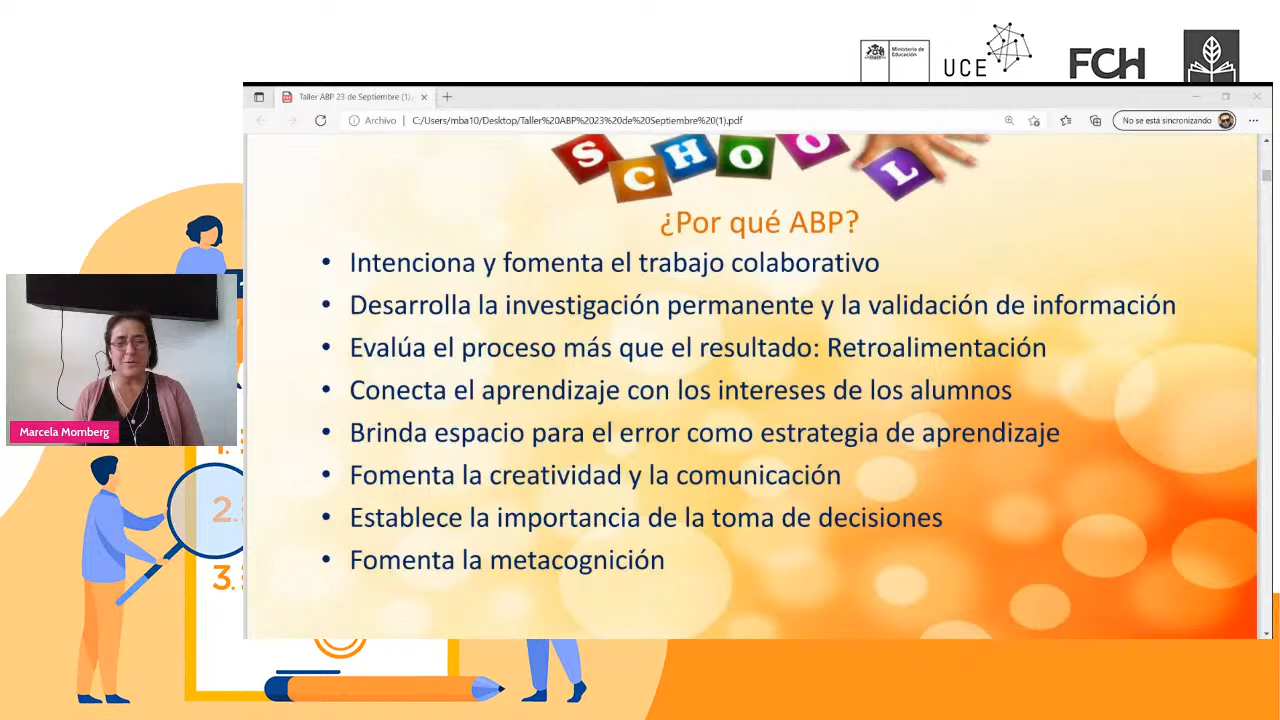 Ministerio de
Educación
UCE
FCH
Taller ABP 23 de Septiembre (1).
Archivo
C:/Users/mba10/Desktop/Taller%20ABP%2023%20de%20Septiembre%20(1).pdf
No se está sincronizando
SCHOOL
¿Por qué ABP?
• Intenciona y fomenta el trabajo colaborativo
• Desarrolla la investigación permanente y la validación de información
• Evalúa el proceso más que el resultado: Retroalimentación
• Conecta el aprendizaje con los intereses de los alumnos
• Brinda espacio para el error como estrategia de aprendizaje
• Fomenta la creatividad y la comunicación
• Establece la importancia de la toma de decisiones
• Fomenta la metacognición
Marcela Momberg
1.
2.
3.